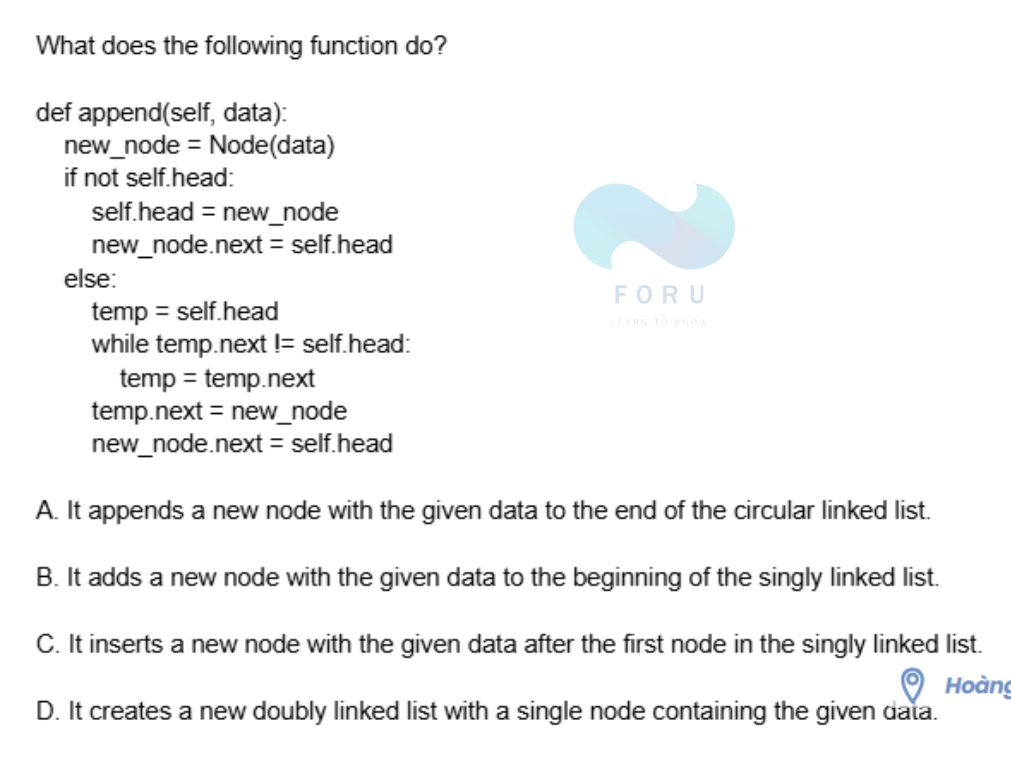 What does the following function do?
def append(self, data):
new_node = Node(data)
if not self.head:
self.head = new_node
new_node.next = self.head
else:
temp = self.head
while temp.next != self.head:
temp = temp.next
temp.next = new_node
new_node.next = self.head
FORU
LEARN TO KNOW
A. It appends a new node with the given data to the end of the circular linked list.
B. It adds a new node with the given data to the beginning of the singly linked list.
C. It inserts a new node with the given data after the first node in the singly linked list.
Hoàng
D. It creates a new doubly linked list with a single node containing the given data.